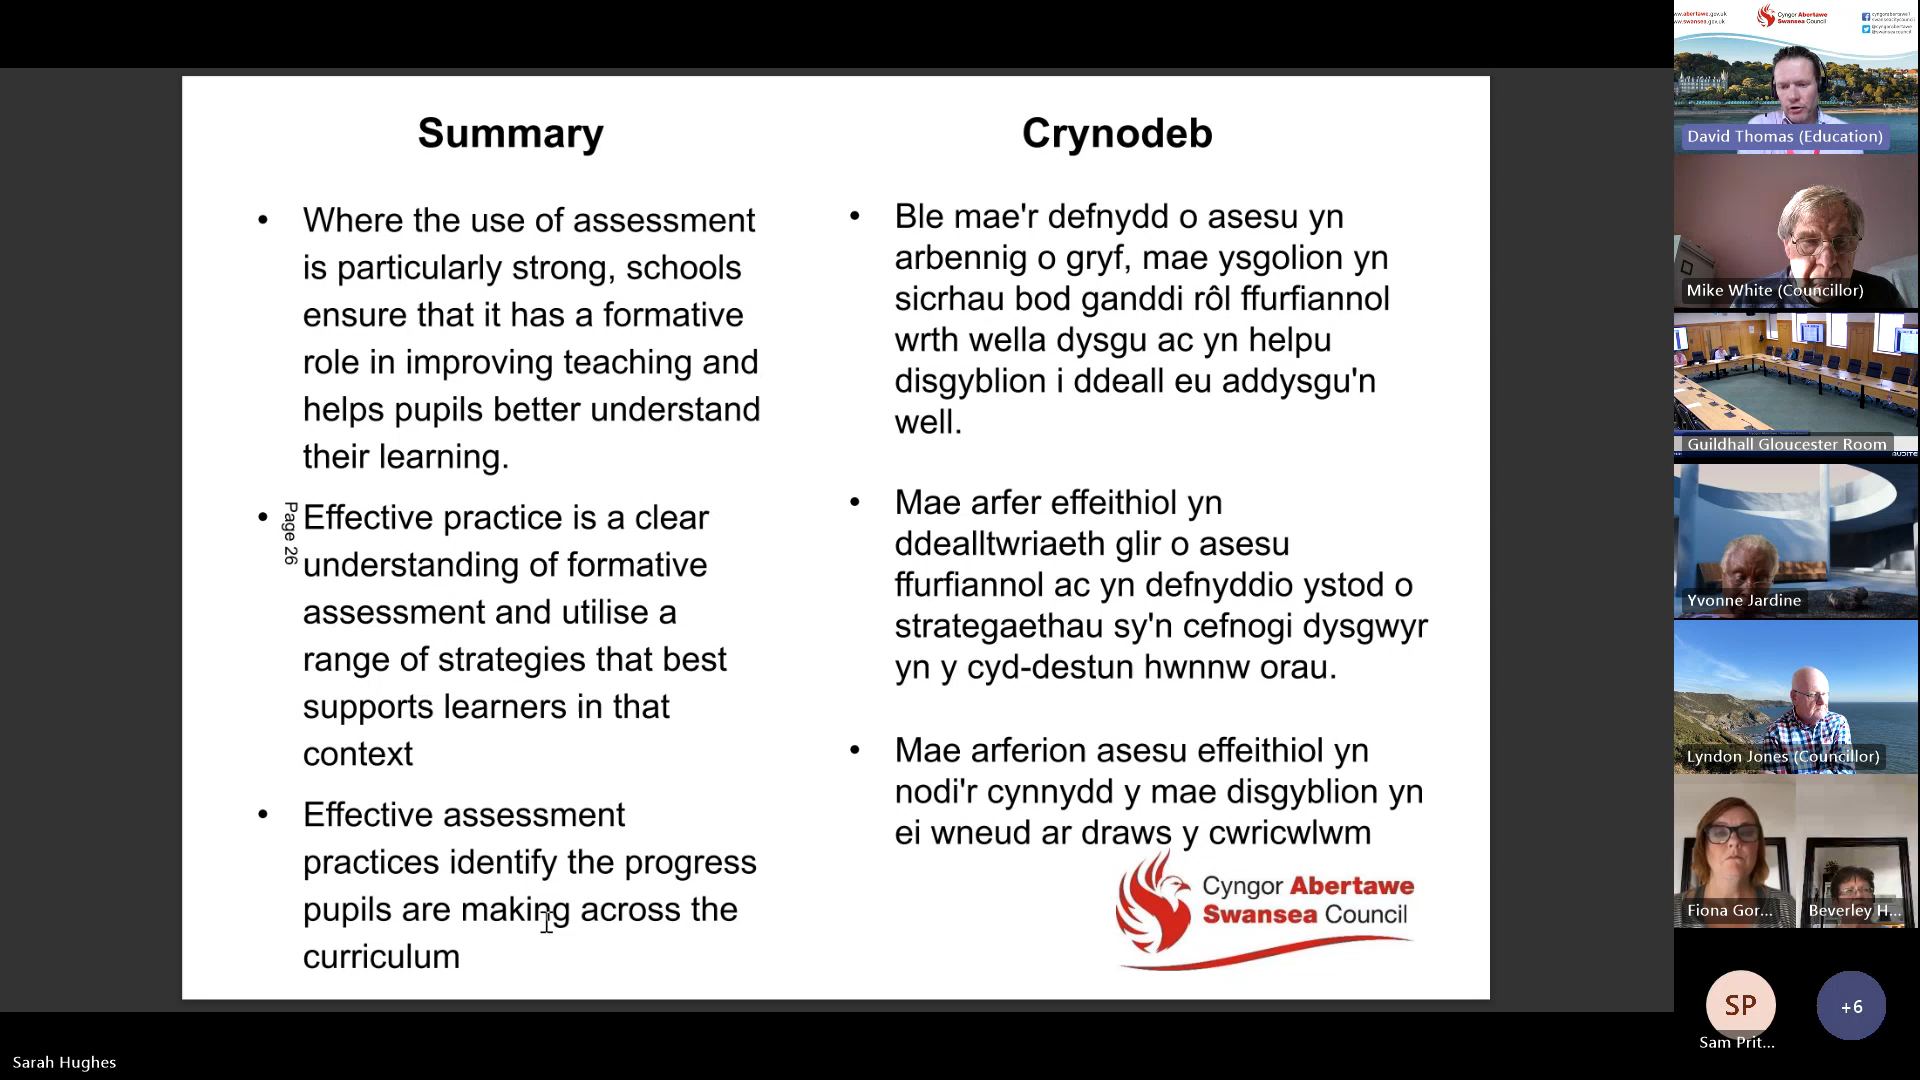 Summary
Where the use of assessment
is particularly strong, schools
ensure that it has a formative
role in improving teaching and
helps pupils better understand
their learning.
Effective practice is a clear
understanding of formative
assessment and utilise a
range of strategies that best
supports learners in that
context
Effective assessment
practices identify the progress
pupils are making across the
curriculum
Page 26
Crynodeb
Ble mae'r defnydd o asesu yn
arbennig o gryf, mae ysgolion yn
sicrhau bod ganddi rôl ffurfiannol
wrth wella dysgu ac yn helpu
disgyblion i ddeall eu addysgu'n
well.
Mae arfer effeithiol yn
ddealltwriaeth glir o asesu
ffurfiannol ac yn defnyddio ystod o
strategaethau sy'n cefnogi dysgwyr
yn y cyd-destun hwnnw orau.
Mae arferion asesu effeithiol yn
nodi'r cynnydd y mae disgyblion yn
ei wneud ar draws y cwricwlwm
Cyngor Abertawe
Swansea Council
Cyngor Abertawe
Swansea Council
David Thomas (Education)
Mike White (Councillor)
Guildhall Gloucester Room
Yvonne Jardine
Lyndon Jones (Councillor)
Fiona Gor...
Beverley H...
SP
+6
Sam Prit...
Sarah Hughes